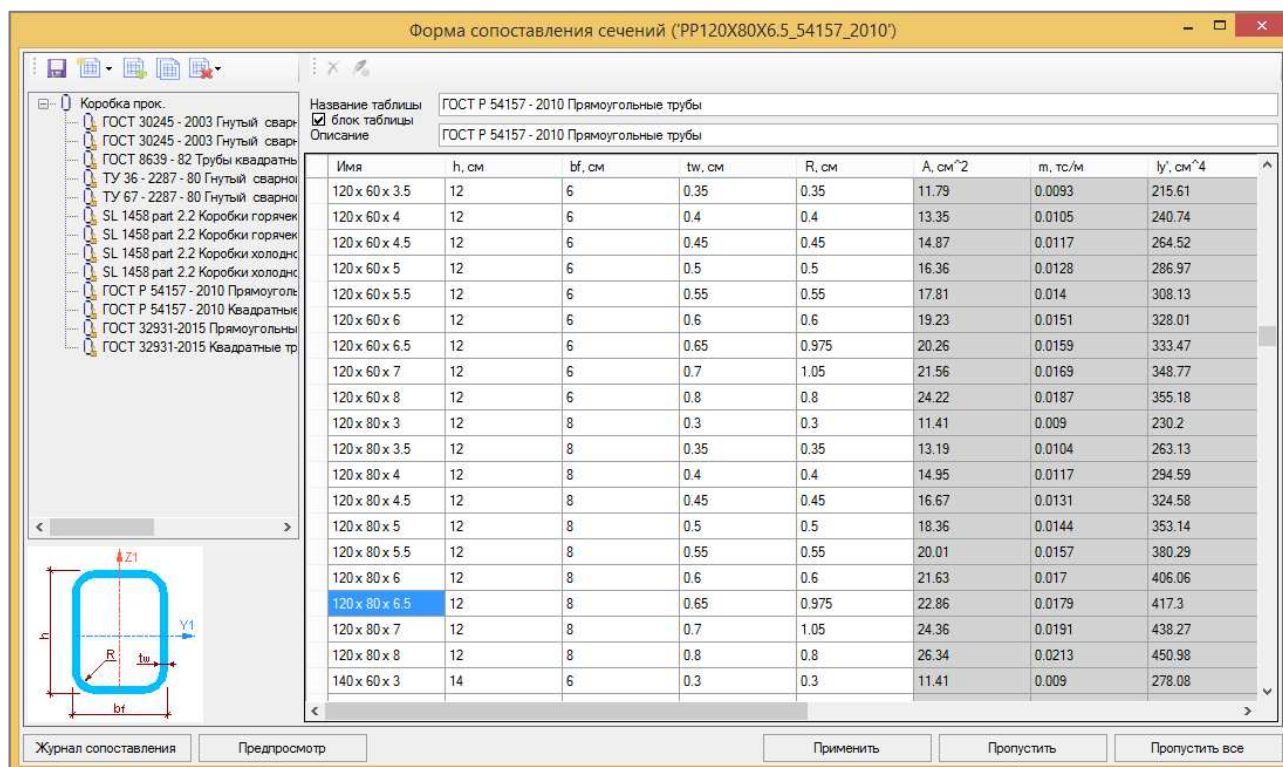 Форма сопоставления сечений ('PP120X80X6.5_54157_2010')
Коробка прок.
ГОСТ 30245 - 2003 Гнутый сварн
ГОСТ 30245 - 2003 Гнутый сварн
ГОСТ 8639 - 82 Трубы квадратнь
ТУ 36 - 2287 - 80 Гнутый сварно
ТУ 67 - 2287 - 80 Гнутый сварно
SL 1458 part 2.2 Коробки горячек
SL 1458 part 2.2 Коробки горячек
SL 1458 part 2.2 Коробки холодно
SL 1458 part 2.2 Коробки холодно
ГОСТ Р 54157 - 2010 Прямоуголь
ГОСТ Р 54157 - 2010 Квадратные
ГОСТ 32931-2015 Прямоугольны
ГОСТ 32931-2015 Квадратные тр
Название таблицы ГОСТ Р 54157 - 2010 Прямоугольные трубы
блок таблицы
Описание ГОСТ Р 54157 - 2010 Прямоугольные трубы
Имя h, см bf, см tw, см R, см A, см^2 m, тс/м Iy', см^4
120 x 60 x 3.5 12 6 0.35 0.35 11.79 0.0093 215.61
120 x 60 x 4 12 6 0.4 0.4 13.35 0.0105 240.74
120 x 60 x 4.5 12 6 0.45 0.45 14.87 0.0117 264.52
120 x 60 x 5 12 6 0.5 0.5 16.36 0.0128 286.97
120 x 60 x 5.5 12 6 0.55 0.55 17.81 0.014 308.13
120 x 60 x 6 12 6 0.6 0.6 19.23 0.0151 328.01
120 x 60 x 6.5 12 6 0.65 0.975 20.26 0.0159 333.47
120 x 60 x 7 12 6 0.7 1.05 21.56 0.0169 348.77
120 x 60 x 8 12 6 0.8 0.8 24.22 0.0187 355.18
120 x 80 x 3 12 8 0.3 0.3 11.41 0.009 230.2
120 x 80 x 3.5 12 8 0.35 0.35 13.19 0.0104 263.13
120 x 80 x 4 12 8 0.4 0.4 14.95 0.0117 294.59
120 x 80 x 4.5 12 8 0.45 0.45 16.67 0.0131 324.58
120 x 80 x 5 12 8 0.5 0.5 18.36 0.0144 353.14
120 x 80 x 5.5 12 8 0.55 0.55 20.01 0.0157 380.29
120 x 80 x 6 12 8 0.6 0.6 21.63 0.017 406.06
120 x 80 x 6.5 12 8 0.65 0.975 22.86 0.0179 417.3
120 x 80 x 7 12 8 0.7 1.05 24.36 0.0191 438.27
120 x 80 x 8 12 8 0.8 0.8 26.34 0.0213 450.98
140 x 60 x 3 14 6 0.3 0.3 11.41 0.009 278.08
Z1
Y1
h
R
tw
bf
Журнал сопоставления Предпросмотр Применить Пропустить Пропустить все